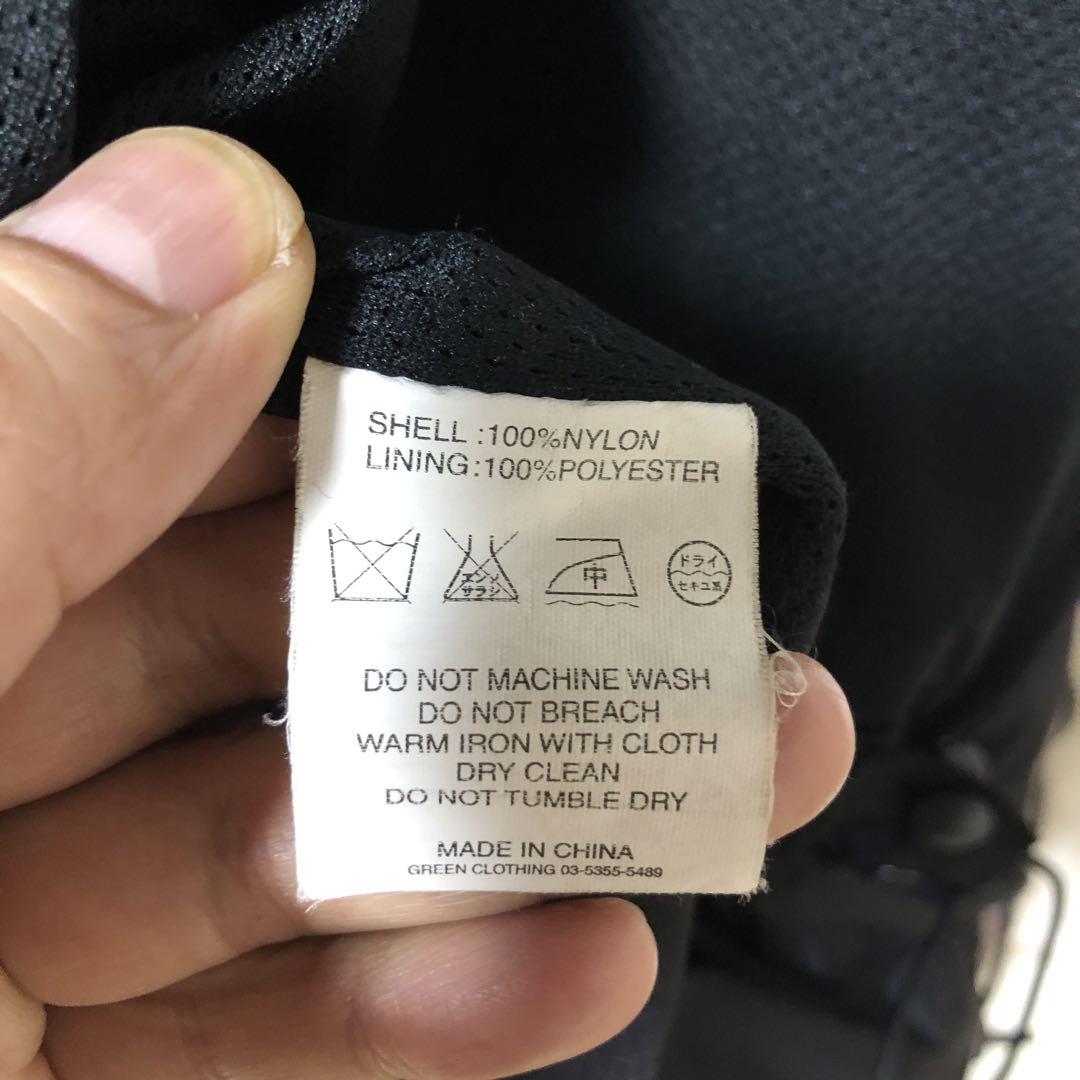 SHELL :100%NYLON
LINING:100%POLYESTER
エンソ
サラシ
中
ドライ
セキユ系
DO NOT MACHINE WASH
DO NOT BREACH
WARM IRON WITH CLOTH
DRY CLEAN
DO NOT TUMBLE DRY
MADE IN CHINA
GREEN CLOTHING 03-5355-5489